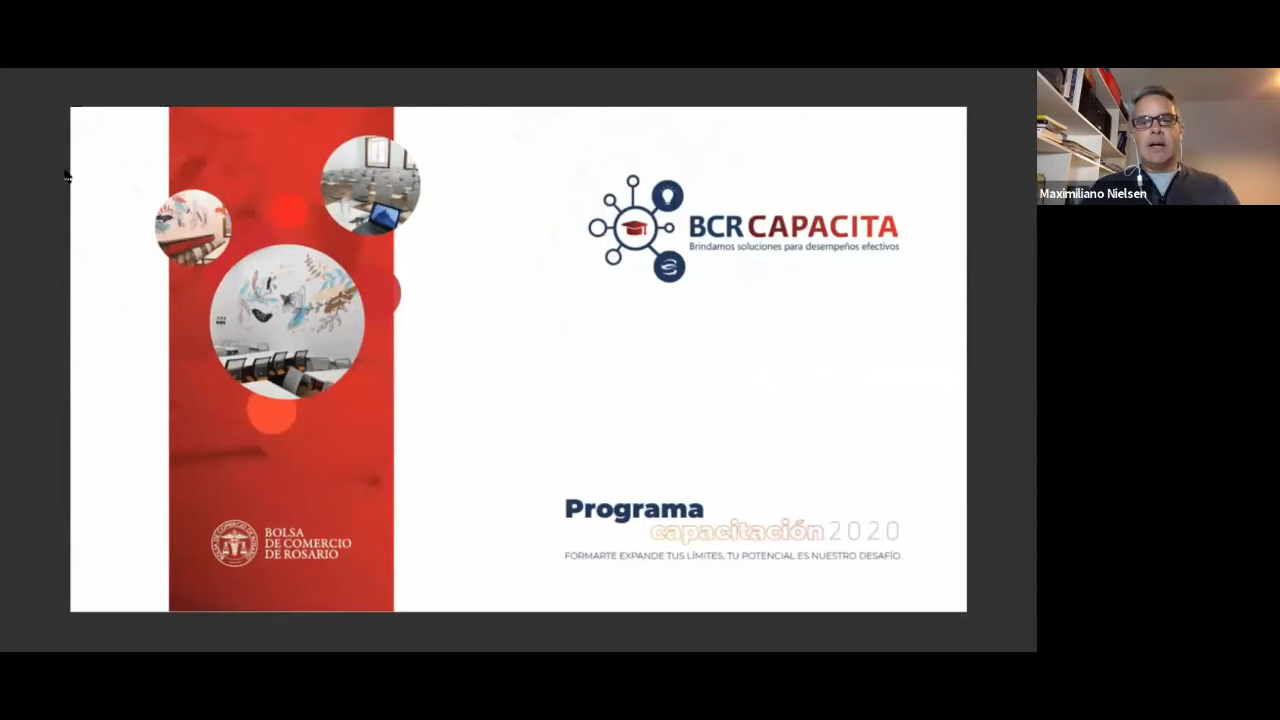 BCR CAPACITA
Brindamos soluciones para desempeños efectivos
Maximiliano Nielsen
Programa
capacitación 2020
FORMARTE EXPANDE TUS LÍMITES, TU POTENCIAL ES NUESTRO DESAFÍO.
BOLSA
DE COMERCIO
DE ROSARIO